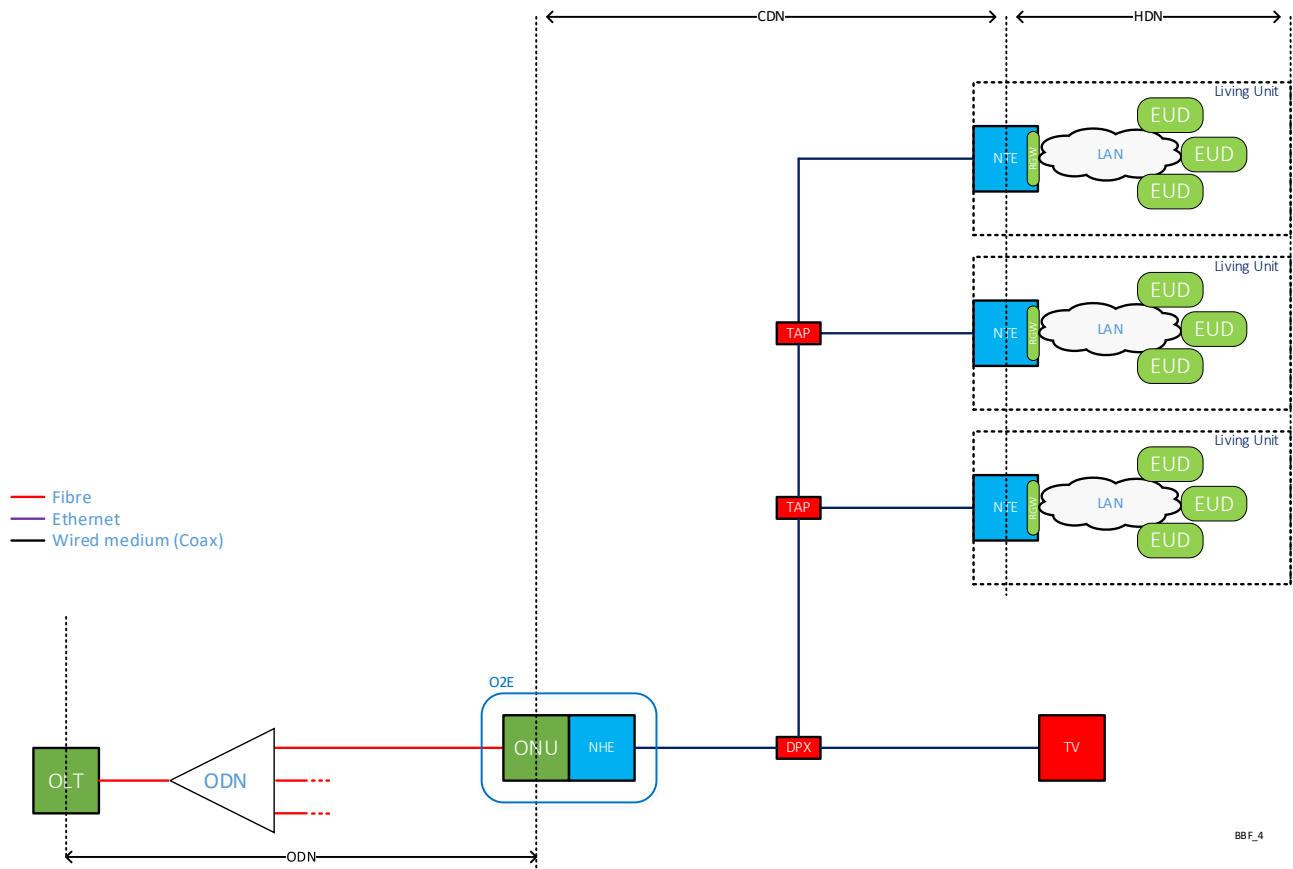 CDN
HDN
Living Unit
EUD
NTE
RGW
LAN
EUD
EUD
Living Unit
EUD
TAP
NTE
RGW
LAN
EUD
EUD
Living Unit
EUD
Fibre
TAP
NTE
RGW
LAN
EUD
Ethernet
EUD
Wired medium (Coax)
O2E
OLT
ODN
ONU
NHE
DPX
TV
BBF_4
ODN